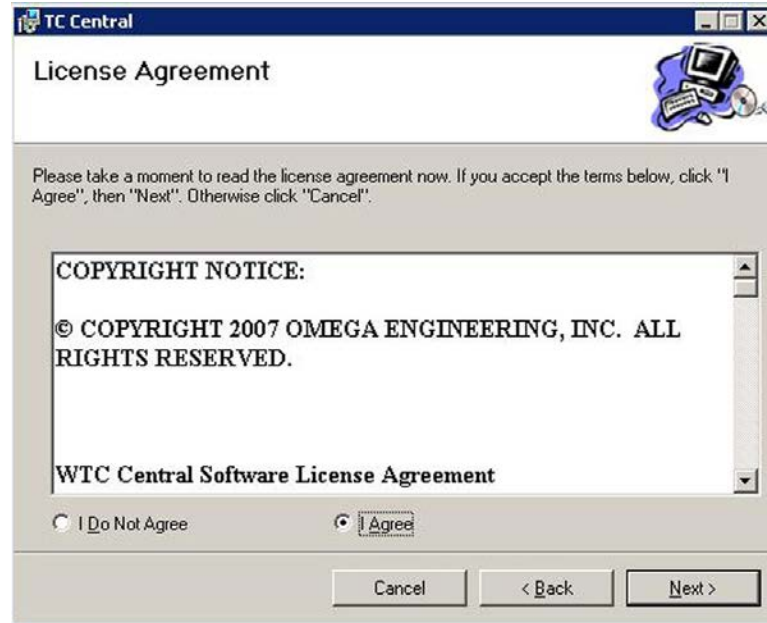 TC Central
License Agreement
Please take a moment to read the license agreement now. If you accept the terms below, click "I
Agree", then "Next". Otherwise click "Cancel".
COPYRIGHT NOTICE:
© COPYRIGHT 2007 OMEGA ENGINEERING, INC. ALL
RIGHTS RESERVED.
WTC Central Software License Agreement
I Do Not Agree
I Agree
Cancel
< Back
Next >